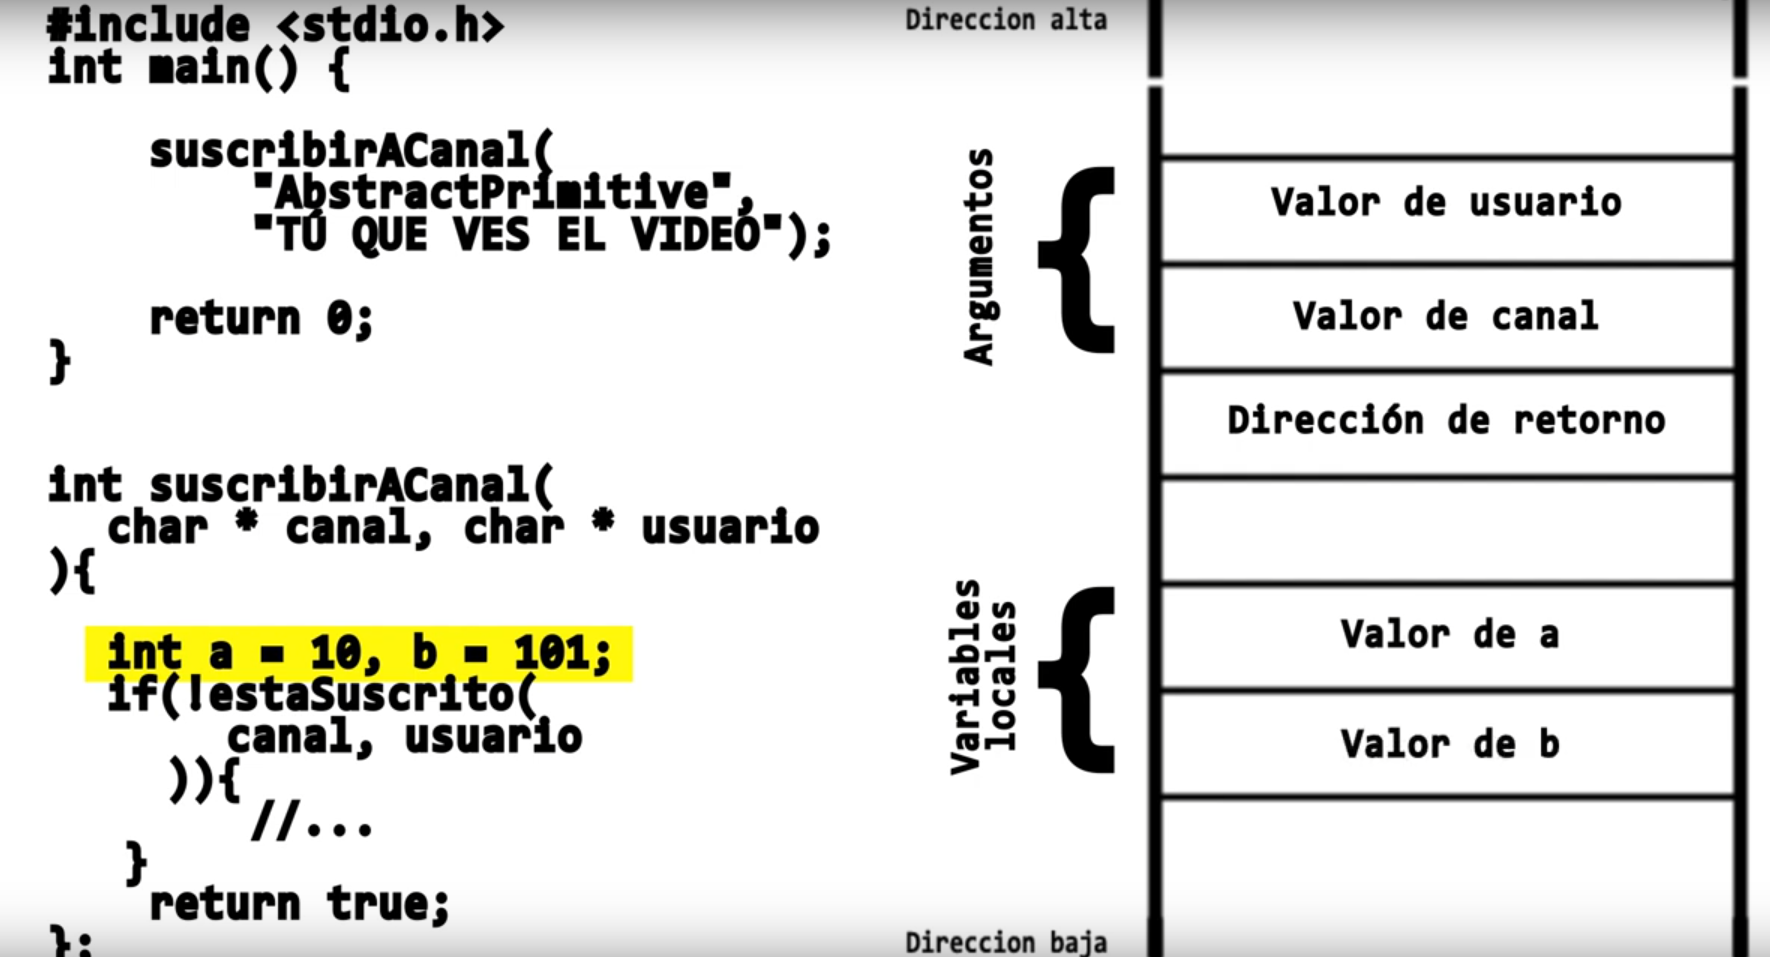 #include <stdio.h>
int main() {
suscribirACanal(
"AbstractPrimitive",
"TÚ QUE VES EL VIDEO");
return 0;
}
int suscribirACanal(
char * canal, char * usuario
){
int a = 10, b = 101;
if(!estaSuscrito(
canal, usuario
)){
//...
}
return true;
};
Direccion alta
Argumentos
Valor de usuario
Valor de canal
Dirección de retorno
Variables
locales
Valor de a
Valor de b
Direccion baja